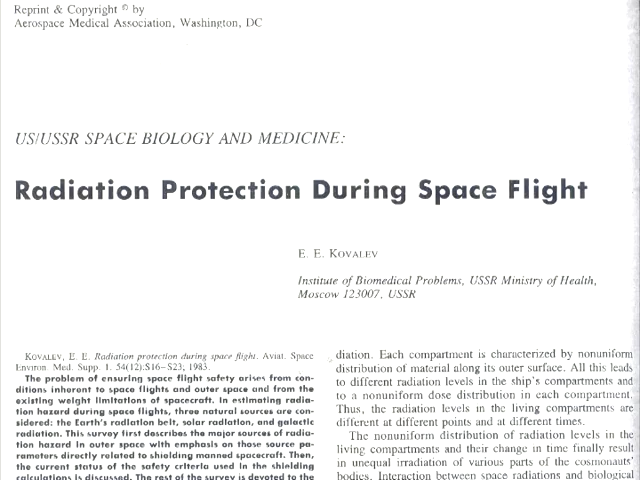 Reprint & Copyright © by
Aerospace Medical Association, Washington, DC
US/USSR SPACE BIOLOGY AND MEDICINE:
Radiation Protection During Space Flight
E. E. KOVALEV
Institute of Biomedical Problems, USSR Ministry of Health,
Moscow 123007, USSR
KOVALEV, E. E. Radiation protection during space flight. Aviat. Space
Environ. Med. Supp. 1. 54(12):S16–S23; 1983.
The problem of ensuring space flight safety arises from con-
ditions inherent to space flights and outer space and from the
existing weight limitations of spacecraft. In estimating radia-
tion hazard during space flights, three natural sources are con-
sidered: the Earth's radiation belt, solar radiation, and galactic
radiation. This survey first describes the major sources of radia-
tion hazard in outer space with emphasis on those source pa-
rameters directly related to shielding manned spacecraft. Then,
the current status of the safety criteria used in the shielding
calculations is discussed. The rest of the survey is devoted to the
diation. Each compartment is characterized by nonuniform
distribution of material along its outer surface. All this leads
to different radiation levels in the ship's compartments and
to a nonuniform dose distribution in each compartment.
Thus, the radiation levels in the living compartments are
different at different points and at different times.
The nonuniform distribution of radiation levels in the
living compartments and their change in time finally result
in unequal irradiation of various parts of the cosmonauts'
bodies. Interaction between space radiations and biological